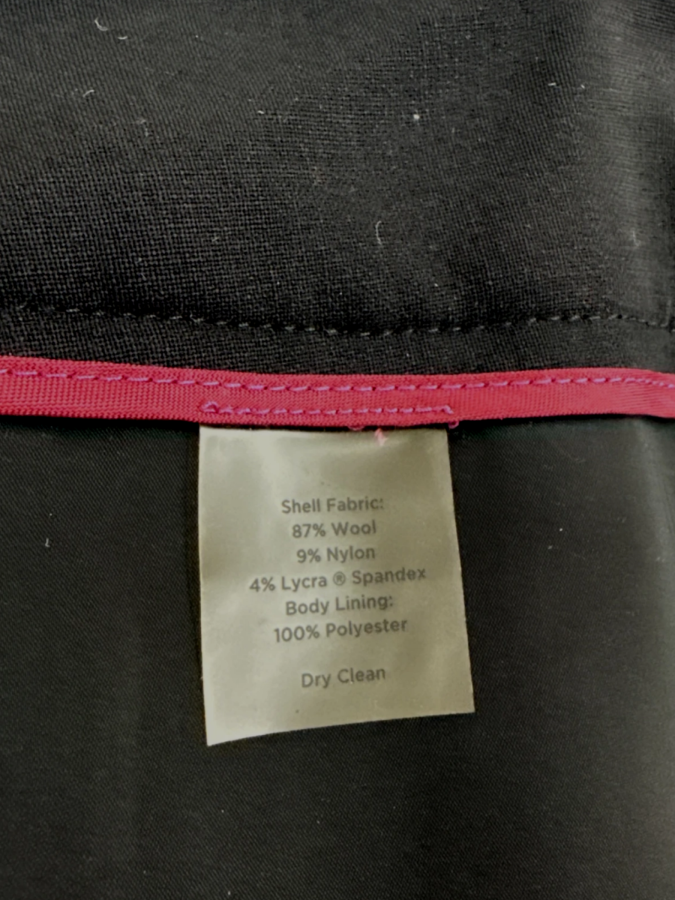 Shell Fabric:
87% Wool
9% Nylon
4% Lycra ® Spandex
Body Lining:
100% Polyester
Dry Clean